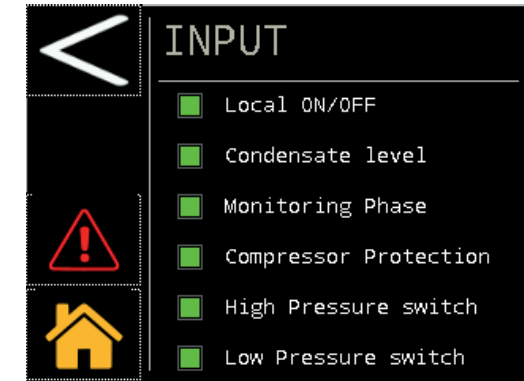 INPUT
Local ON/OFF
Condensate level
Monitoring Phase
Compressor Protection
High Pressure switch
Low Pressure switch